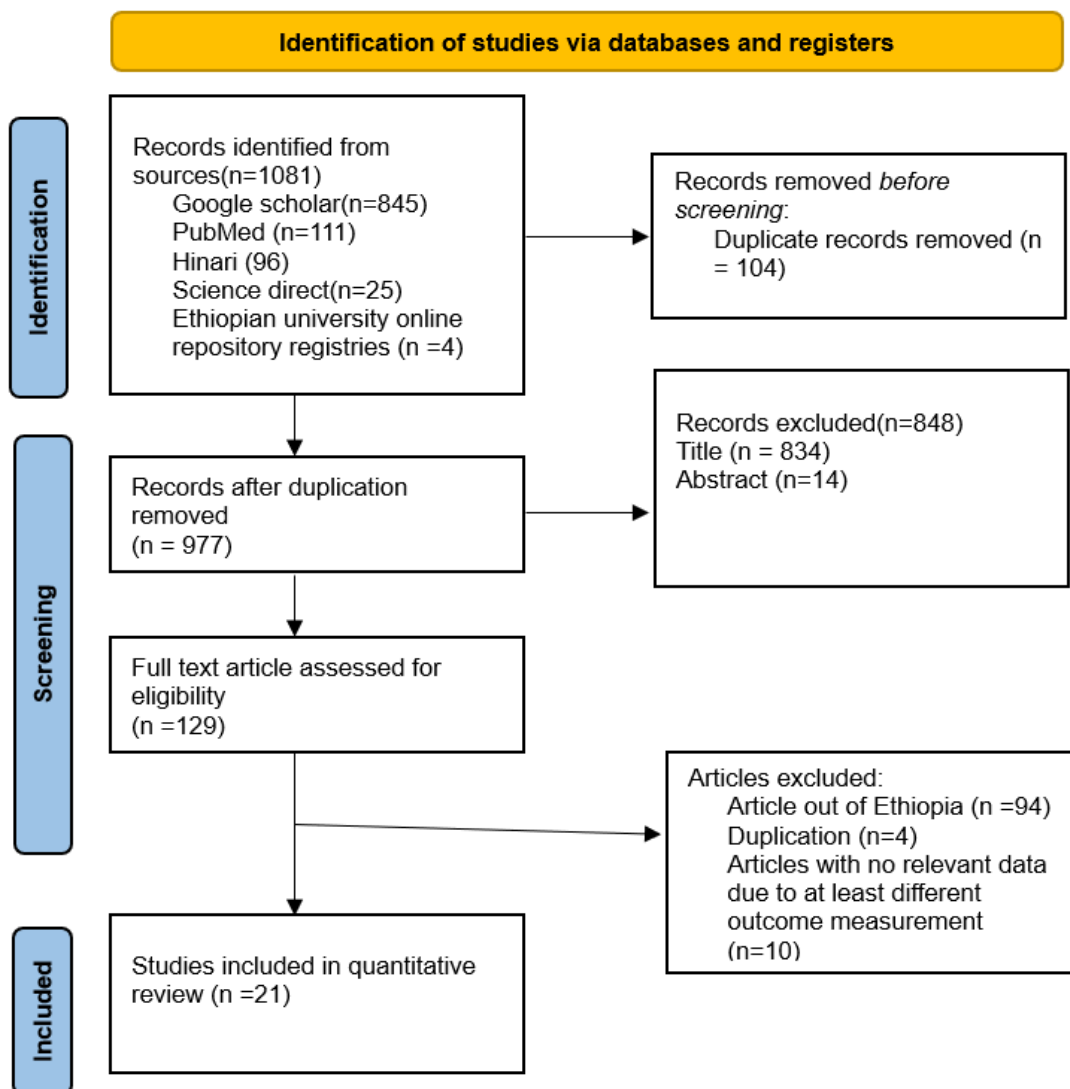 Identification of studies via databases and registers
Identification
Records identified from
sources(n=1081)
Google scholar(n=845)
PubMed (n=111)
Hinari (96)
Science direct(n=25)
Ethiopian university online
repository registries (n =4)
Records removed before
screening:
Duplicate records removed (n
= 104)
Screening
Records after duplication
removed
(n = 977)
Records excluded(n=848)
Title (n = 834)
Abstract (n=14)
Full text article assessed for
eligibility
(n =129)
Articles excluded:
Article out of Ethiopia (n =94)
Duplication (n=4)
Articles with no relevant data
due to at least different
outcome measurement
(n=10)
Included
Studies included in quantitative
review (n =21)